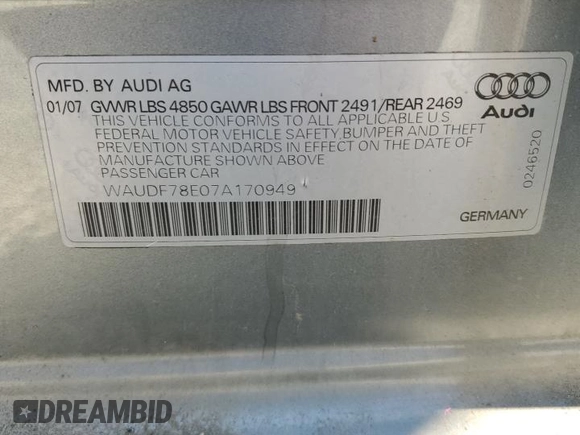 MFD. BY AUDI AG
01/07 GVWR LBS 4850 GAWR LBS FRONT 2491/REAR 2469
THIS VEHICLE CONFORMS TO ALL APPLICABLE U.S
FEDERAL MOTOR VEHICLE SAFETY, BUMPER AND THEFT
PREVENTION STANDARDS IN EFFECT ON THE DATE OF
MANUFACTURE SHOWN ABOVE
PASSENGER CAR
WAUDF78E07A170949
Audi
0246520
GERMANY
DREAMBID